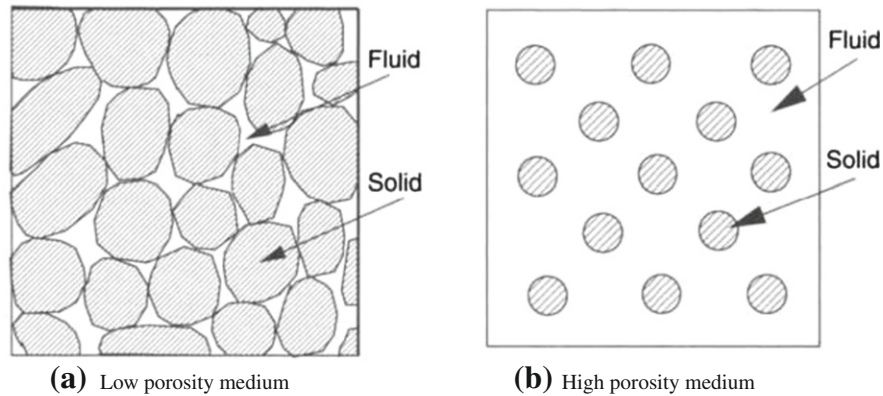 Fluid
Solid
(a) Low porosity medium
Fluid
Solid
(b) High porosity medium